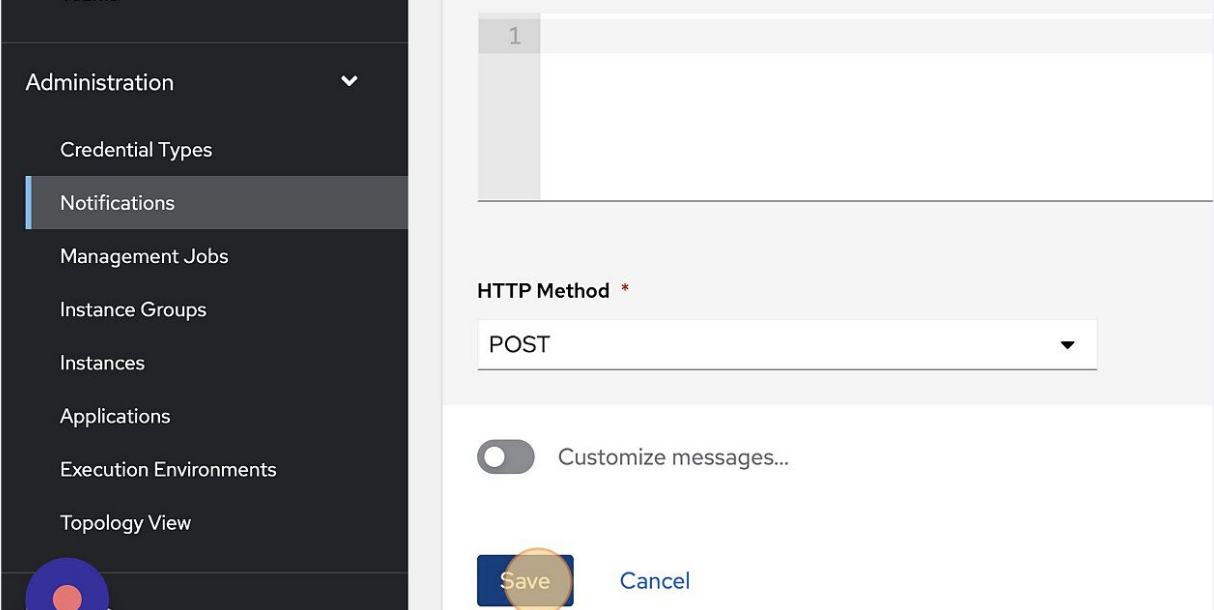 Administration
Credential Types
Notifications
Management Jobs
Instance Groups
Instances
Applications
Execution Environments
Topology View
1
HTTP Method *
POST
Customize messages...
Save
Cancel